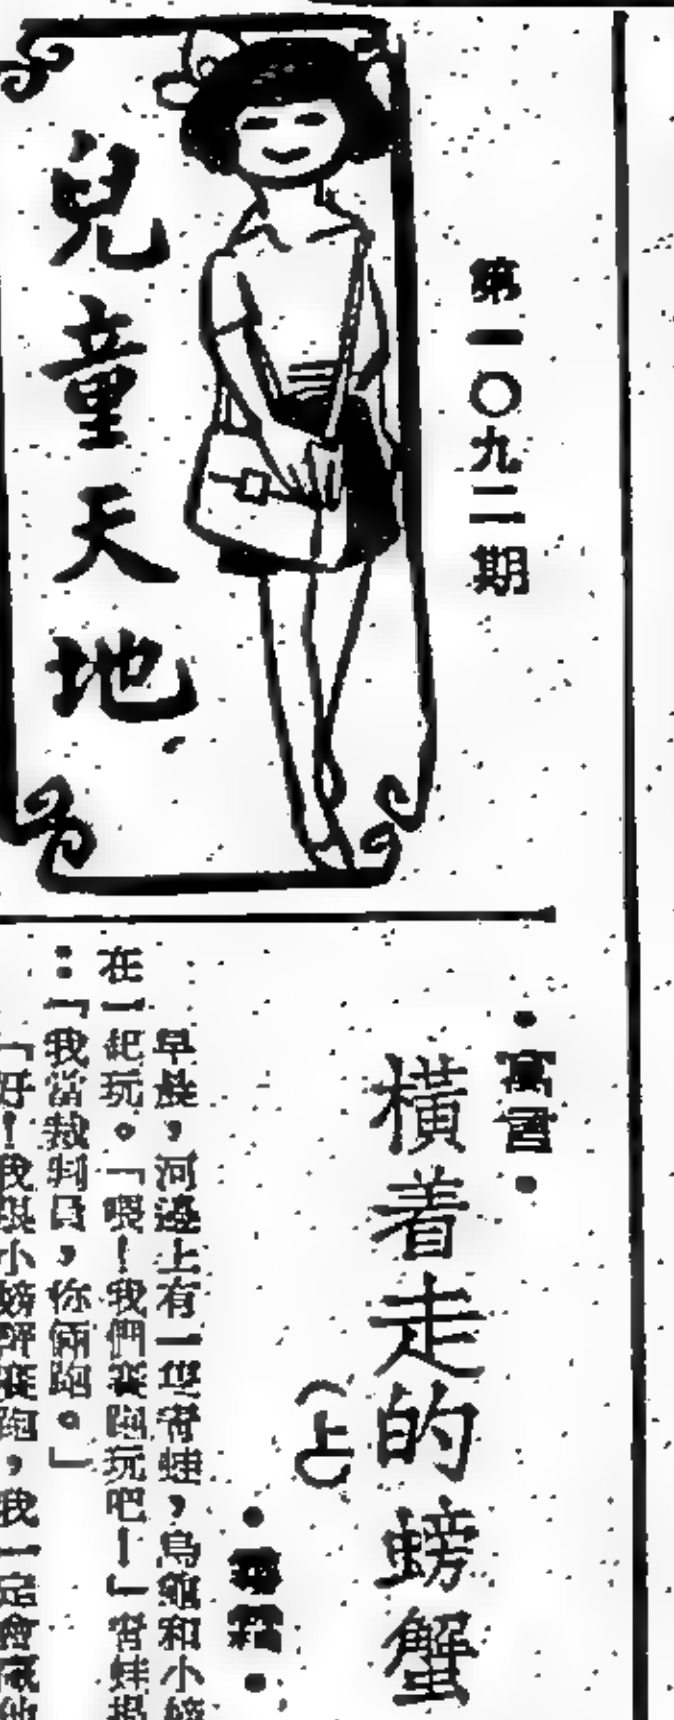 兒童天地
第一〇九二期
•寓言•
橫着走的螃蟹
（上）
早晨，河邊上有一隻青蛙，烏龜和小螃
在一起玩。「喂！我們賽跑玩吧！」青蛙提
：「我當裁判員，你倆跑。」
「好！我跟小螃蟹賽跑，我一定會贏他